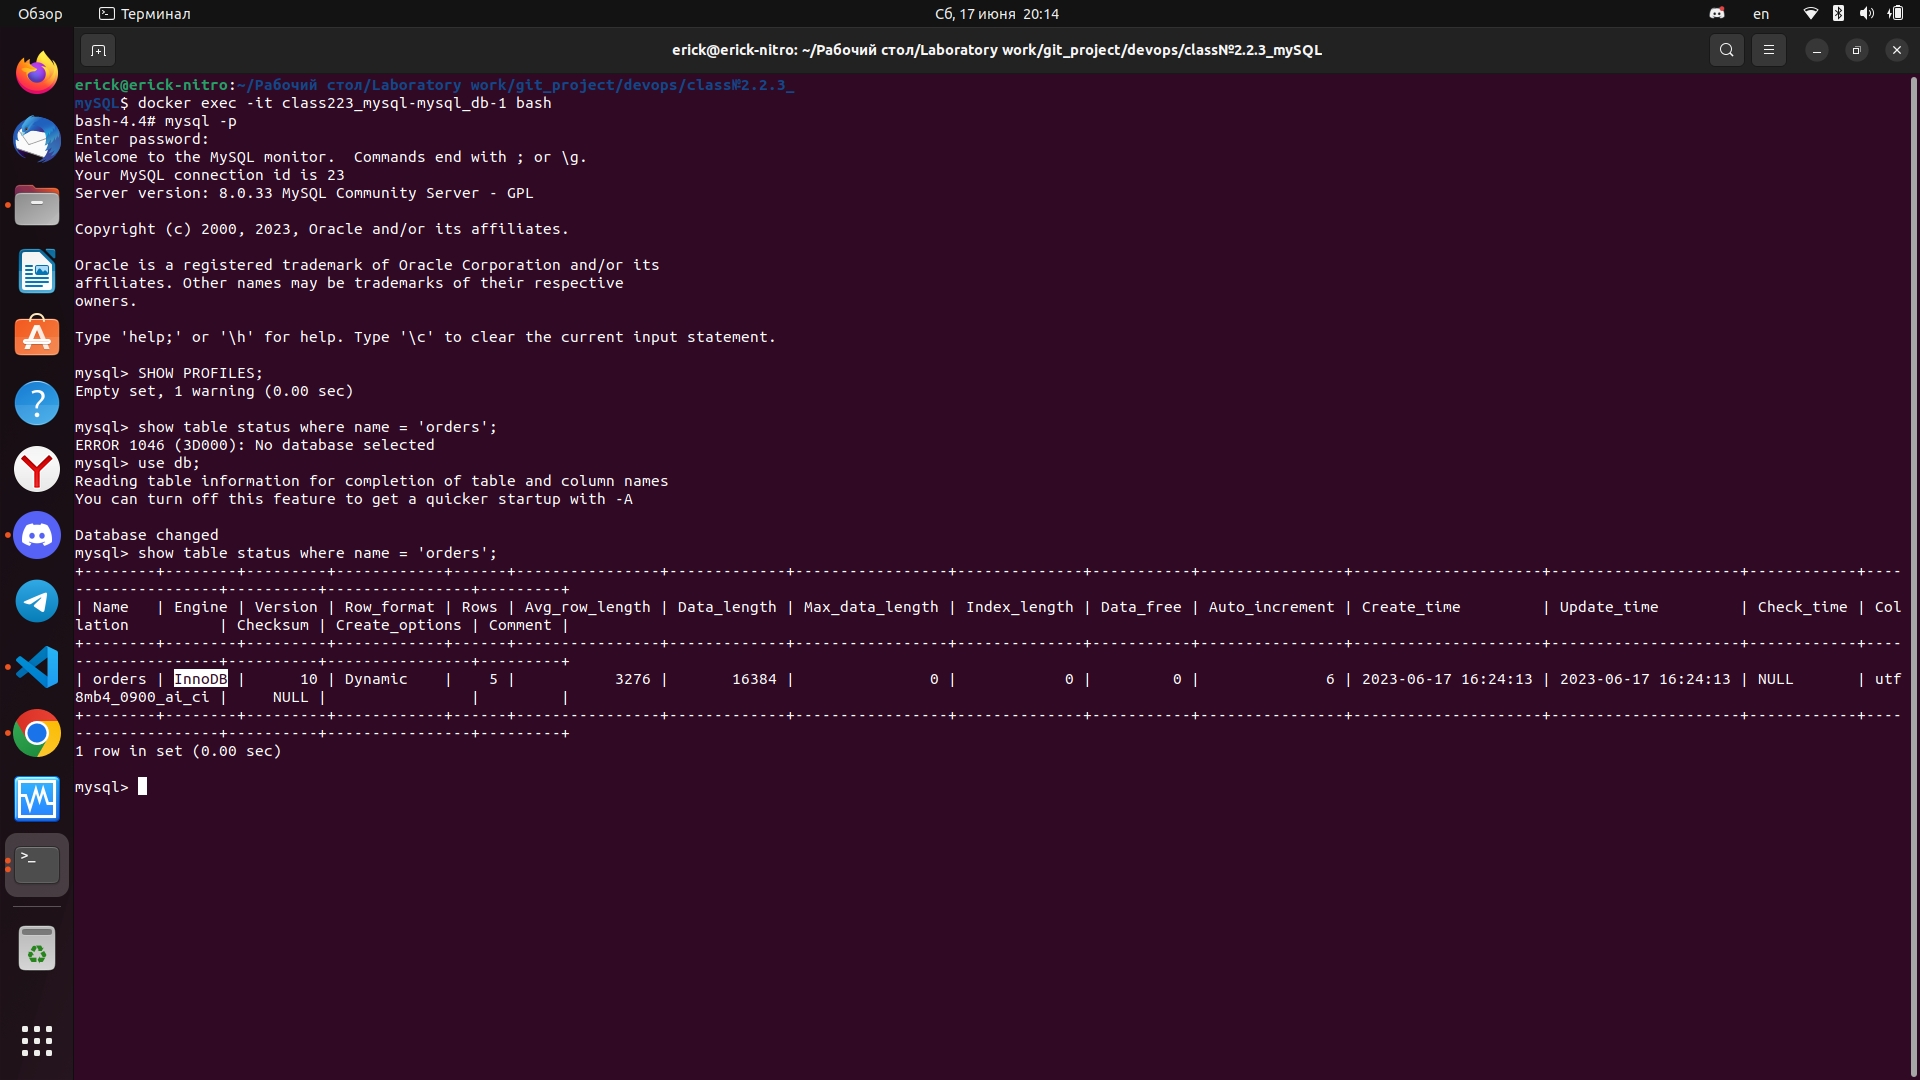 Обзор
Терминал
Сб, 17 июня 20:14
en
erick@erick-nitro: ~/Рабочий стол/Laboratory work/git_project/devops/class№2.2.3_mySQL
erick@erick-nitro:~/Рабочий стол/Laboratory work/git_project/devops/class№2.2.3_
mySQL$ docker exec -it class223_mysql-mysql_db-1 bash
bash-4.4# mysql -p
Enter password:
Welcome to the MySQL monitor.  Commands end with ; or \g.
Your MySQL connection id is 23
Server version: 8.0.33 MySQL Community Server - GPL
Copyright (c) 2000, 2023, Oracle and/or its affiliates.
Oracle is a registered trademark of Oracle Corporation and/or its
affiliates. Other names may be trademarks of their respective
owners.
Type 'help;' or '\h' for help. Type '\c' to clear the current input statement.
mysql> SHOW PROFILES;
Empty set, 1 warning (0.00 sec)
mysql> show table status where name = 'orders';
ERROR 1046 (3D000): No database selected
mysql> use db;
Reading table information for completion of table and column names
You can turn off this feature to get a quicker startup with -A
Database changed
mysql> show table status where name = 'orders';
+--------+--------+---------+------------+------+----------------+-------------+-----------------+--------------+-----------+----------------+---------------------+---------------------+------------+----
----------------+----------+----------------+---------+
| Name   | Engine | Version | Row_format | Rows | Avg_row_length | Data_length | Max_data_length | Index_length | Data_free | Auto_increment | Create_time         | Update_time         | Check_time | Col
lation          | Checksum | Create_options | Comment |
+--------+--------+---------+------------+------+----------------+-------------+-----------------+--------------+-----------+----------------+---------------------+---------------------+------------+----
----------------+----------+----------------+---------+
| orders | InnoDB |      10 | Dynamic    |    5 |           3276 |       16384 |               0 |            0 |         0 |              6 | 2023-06-17 16:24:13 | 2023-06-17 16:24:13 | NULL       | utf
8mb4_0900_ai_ci |     NULL |                |         |
+--------+--------+---------+------------+------+----------------+-------------+-----------------+--------------+-----------+----------------+---------------------+---------------------+------------+----
----------------+----------+----------------+---------+
1 row in set (0.00 sec)
mysql>